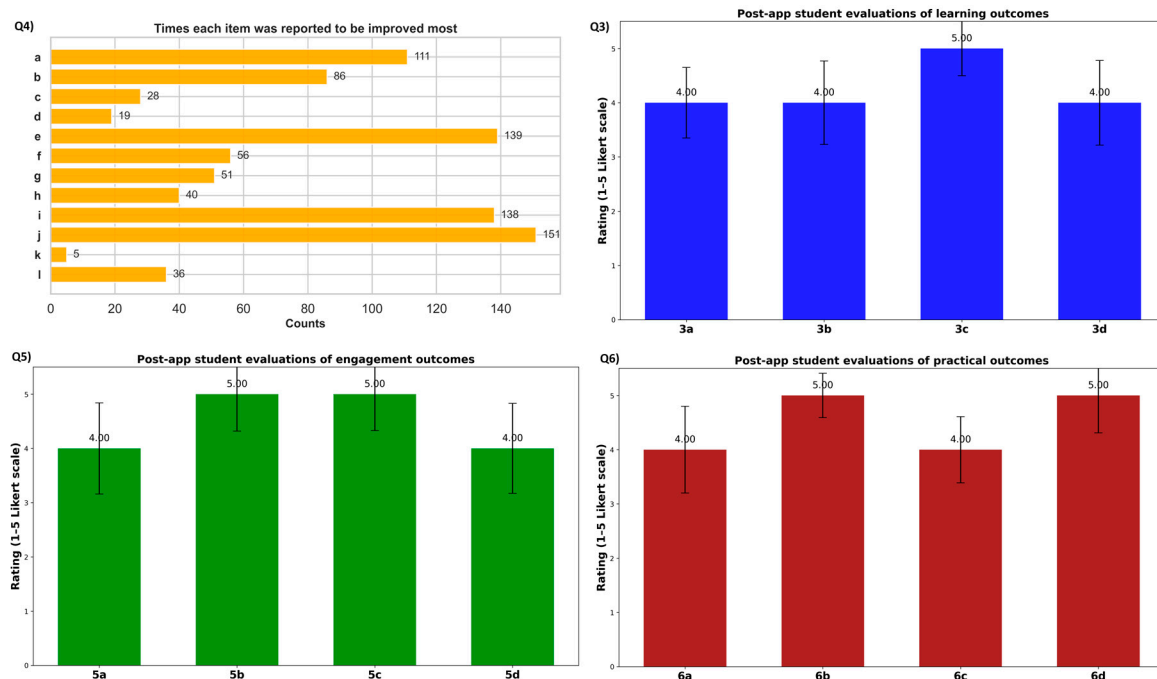 Q4)
Times each item was reported to be improved most
a
111
b
86
c
28
d
19
e
139
f
56
g
51
h
40
i
138
j
151
k
5
l
36
0 20 40 60 80 100 120 140
Counts
Q3)
Post-app student evaluations of learning outcomes
Rating (1–5 Likert scale)
5
4
3
2
1
0
4.00 4.00 5.00 4.00
3a 3b 3c 3d
Q5)
Post-app student evaluations of engagement outcomes
Rating (1–5 Likert scale)
5
4
3
2
1
0
4.00 5.00 5.00 4.00
5a 5b 5c 5d
Q6)
Post-app student evaluations of practical outcomes
Rating (1–5 Likert scale)
5
4
3
2
1
0
4.00 5.00 4.00 5.00
6a 6b 6c 6d